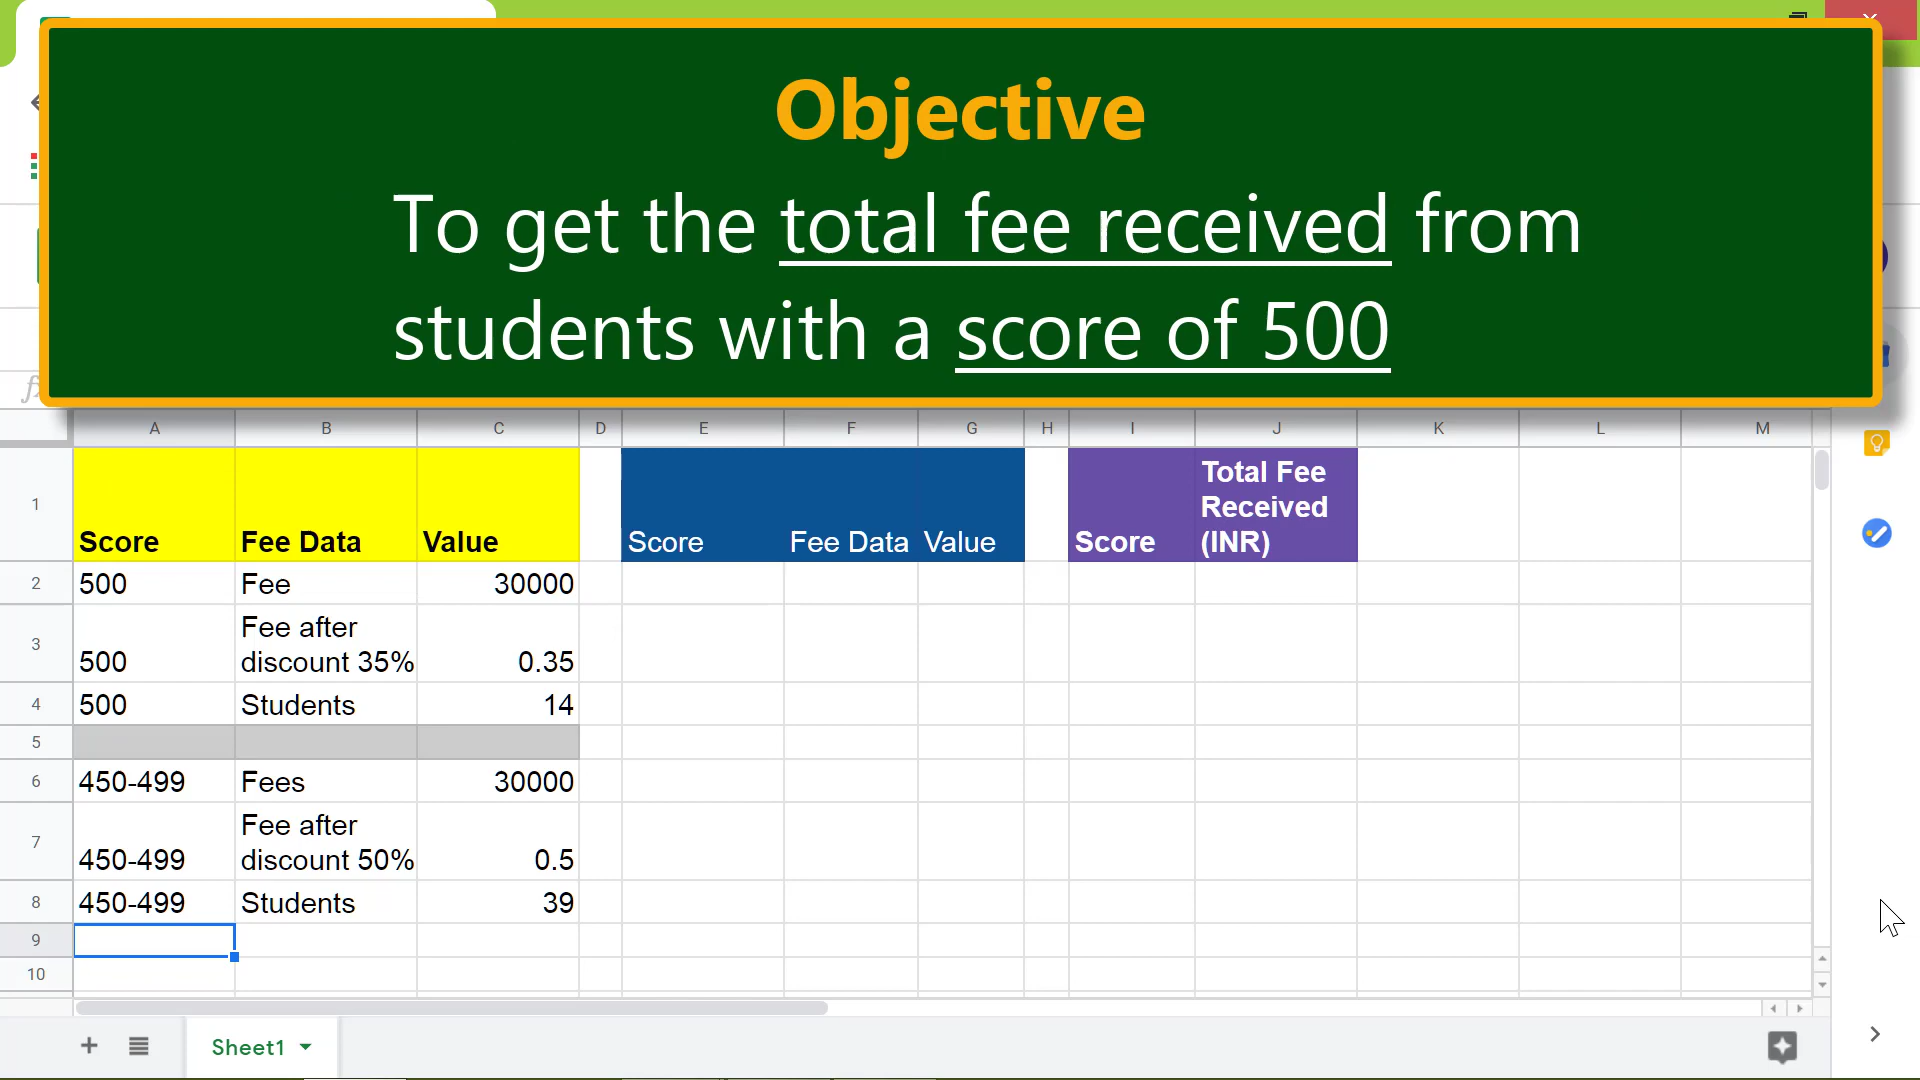 Objective
To get the total fee received from
students with a score of 500
A B C D E F G H I J K L M
1 Score Fee Data Value Score Fee Data Value Score Total Fee Received (INR)
2 500 Fee 30000
3 500 Fee after discount 35% 0.35
4 500 Students 14
5
6 450-499 Fees 30000
7 450-499 Fee after discount 50% 0.5
8 450-499 Students 39
9
10
Sheet1